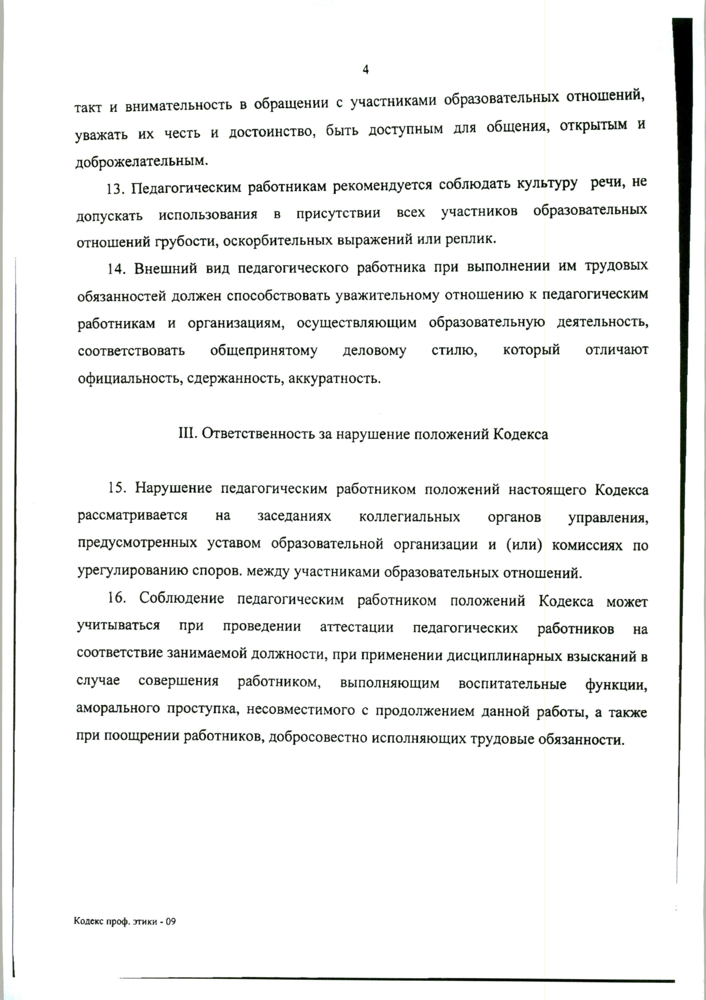 4
такт и внимательность в обращении с участниками образовательных отношений,
уважать их честь и достоинство, быть доступным для общения, открытым и
доброжелательным.
13. Педагогическим работникам рекомендуется соблюдать культуру речи, не
допускать использования в присутствии всех участников образовательных
отношений грубости, оскорбительных выражений или реплик.
14. Внешний вид педагогического работника при выполнении им трудовых
обязанностей должен способствовать уважительному отношению к педагогическим
работникам и организациям, осуществляющим образовательную деятельность,
соответствовать общепринятому деловому стилю, который отличают
официальность, сдержанность, аккуратность.
III. Ответственность за нарушение положений Кодекса
15. Нарушение педагогическим работником положений настоящего Кодекса
рассматривается на заседаниях коллегиальных органов управления,
предусмотренных уставом образовательной организации и (или) комиссиях по
урегулированию споров. между участниками образовательных отношений.
16. Соблюдение педагогическим работником положений Кодекса может
учитываться при проведении аттестации педагогических работников на
соответствие занимаемой должности, при применении дисциплинарных взысканий в
случае совершения работником, выполняющим воспитательные функции,
аморального проступка, несовместимого с продолжением данной работы, а также
при поощрении работников, добросовестно исполняющих трудовые обязанности.
Кодекс проф. этики - 09